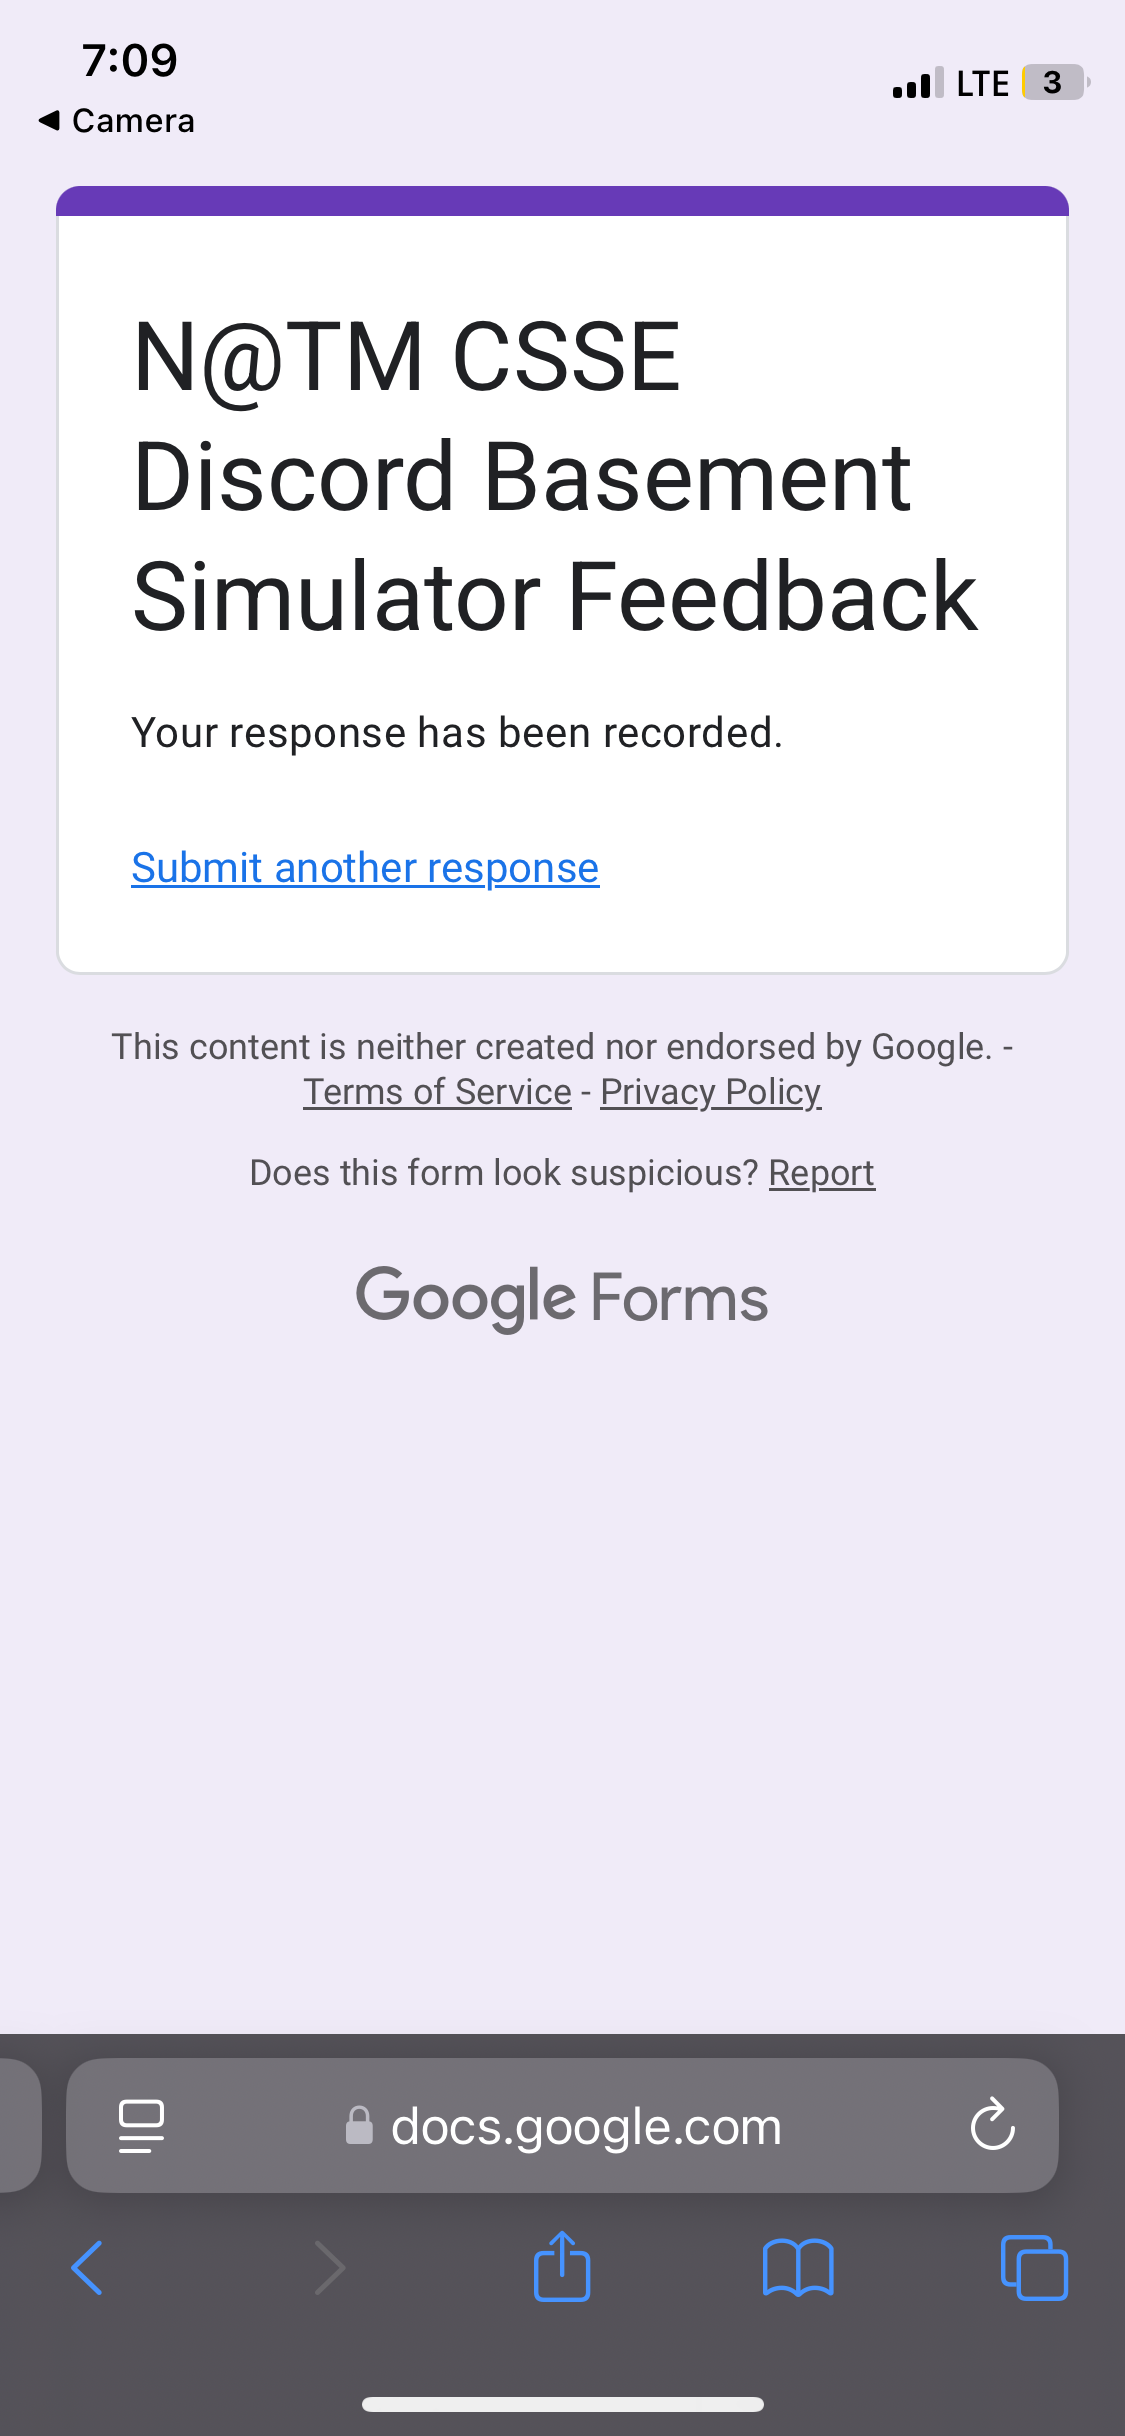 7:09
LTE 3
◀ Camera
N@TM CSSE
Discord Basement
Simulator Feedback
Your response has been recorded.
Submit another response
This content is neither created nor endorsed by Google. -
Terms of Service - Privacy Policy
Does this form look suspicious? Report
Google Forms
docs.google.com